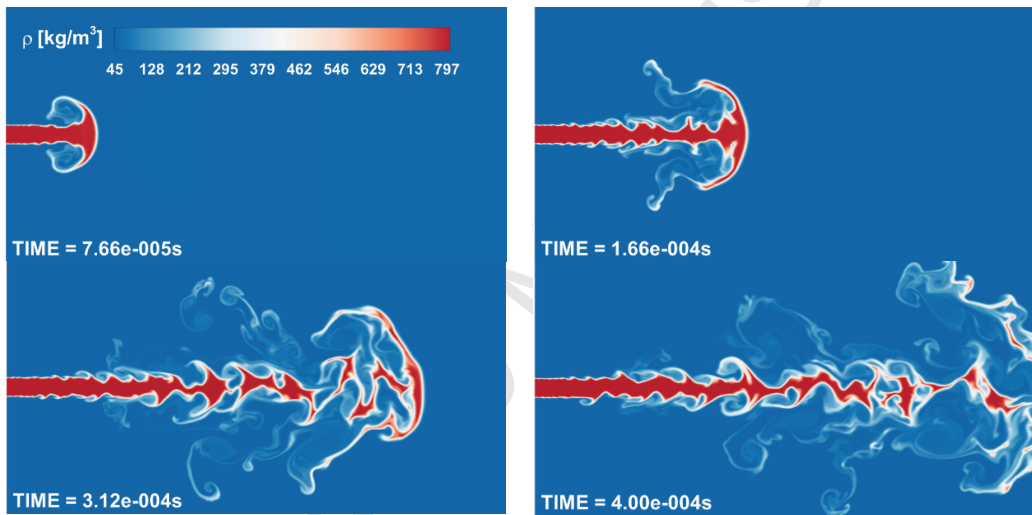 ρ [kg/m³]
45 128 212 295 379 462 546 629 713 797
TIME = 7.66e-005s
TIME = 1.66e-004s
TIME = 3.12e-004s
TIME = 4.00e-004s